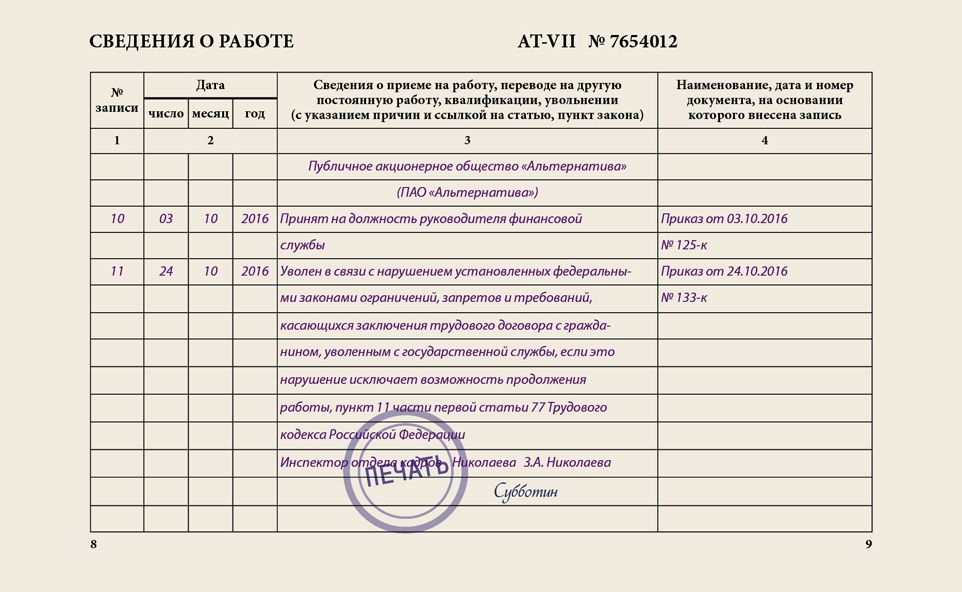 СВЕДЕНИЯ О РАБОТЕ AT-VII № 7654012
№ записи Дата Сведения о приеме на работу, переводе на другую постоянную работу, квалификации, увольнении (с указанием причин и ссылкой на статью, пункт закона) Наименование, дата и номер документа, на основании которого внесена запись
число месяц год
1 2 3 4
Публичное акционерное общество «Альтернатива»
(ПАО «Альтернатива»)
10 03 10 2016 Принят на должность руководителя финансовой Приказ от 03.10.2016
службы № 125-к
11 24 10 2016 Уволен в связи с нарушением установленных федеральны- Приказ от 24.10.2016
ми законами ограничений, запретов и требований, № 133-к
касающихся заключения трудового договора с гражда-
нином, уволенным с государственной службы, если это
нарушение исключает возможность продолжения
работы, пункт 11 части первой статьи 77 Трудового
кодекса Российской Федерации
Инспектор отдела кадров Николаева З.А. Николаева
ПЕЧАТЬ
Субботин
8 9